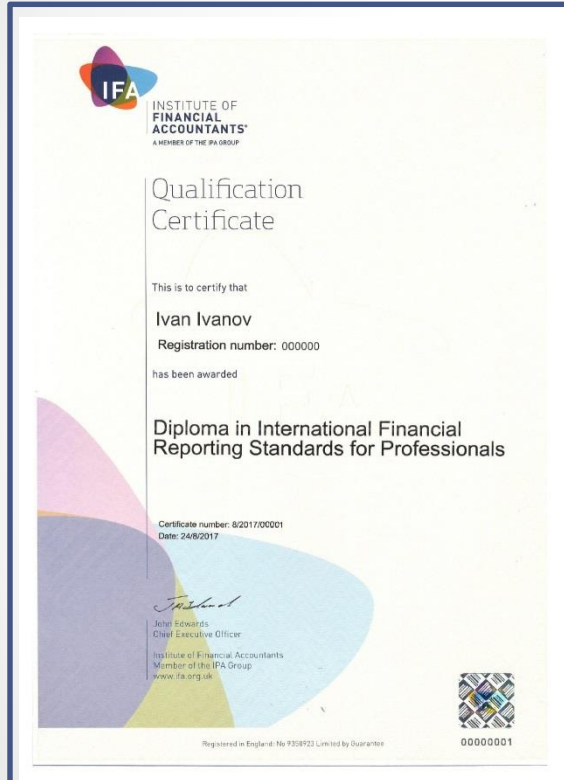 IFA
INSTITUTE OF
FINANCIAL
ACCOUNTANTS®
A MEMBER OF THE IPA GROUP
Qualification
Certificate
This is to certify that
Ivan Ivanov
Registration number: 000000
has been awarded
Diploma in International Financial
Reporting Standards for Professionals
Certificate number: 8/2017/00001
Date: 24/8/2017
John Edwards
Chief Executive Officer
Institute of Financial Accountants
Member of the IPA Group
www.ifa.org.uk
Registered in England: No 9358923 Limited by Guarantee
00000001